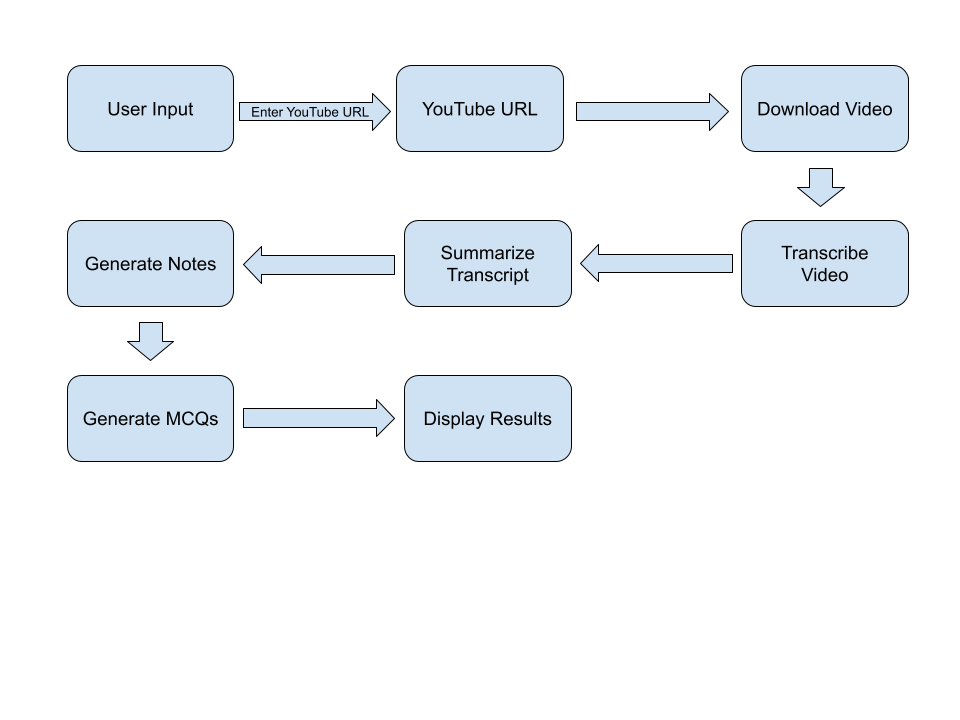 User Input
Enter YouTube URL
YouTube URL
Download Video
Transcribe
Video
Summarize
Transcript
Generate Notes
Generate MCQs
Display Results